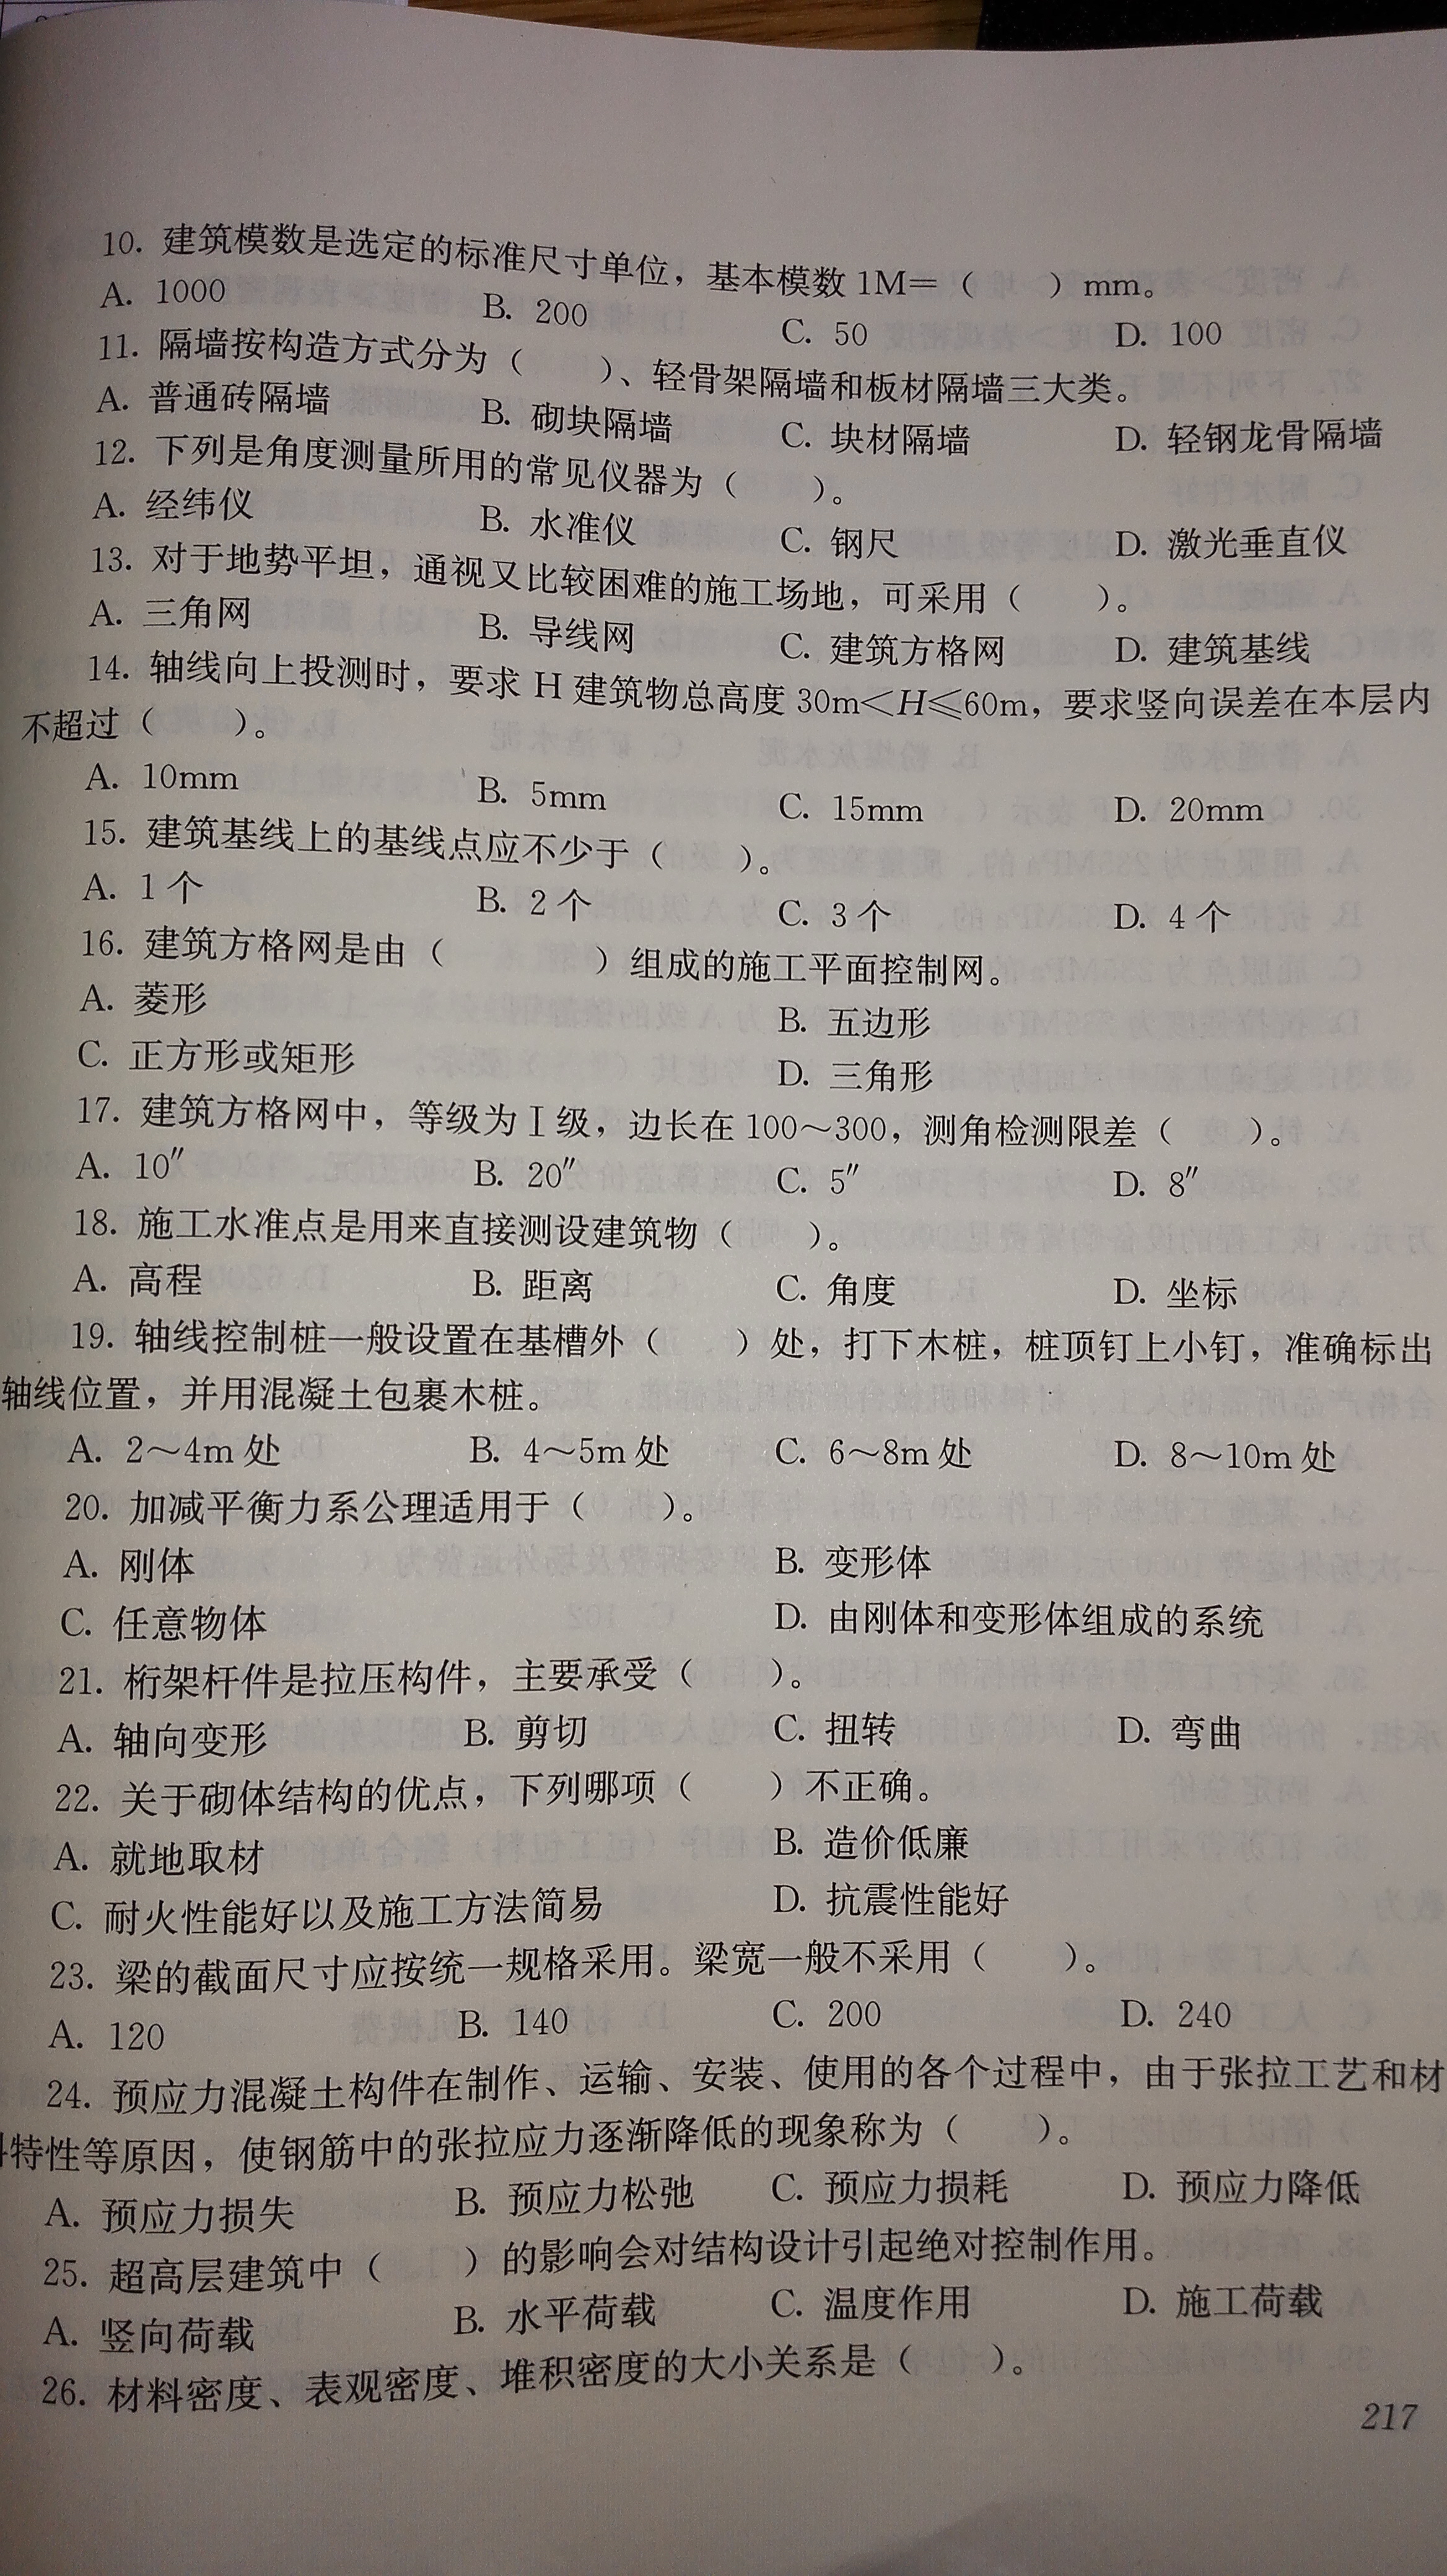 10. 建筑模数是选定的标准尺寸单位，基本模数 1M=（　　）mm。
A. 1000　B. 200　C. 50　D. 100
11. 隔墙按构造方式分为（　　）、轻骨架隔墙和板材隔墙三大类。
A. 普通砖隔墙　B. 砌块隔墙　C. 块材隔墙　D. 轻钢龙骨隔墙
12. 下列是角度测量所用的常见仪器为（　　）。
A. 经纬仪　B. 水准仪　C. 钢尺　D. 激光垂直仪
13. 对于地势平坦，通视又比较困难的施工场地，可采用（　　）。
A. 三角网　B. 导线网　C. 建筑方格网　D. 建筑基线
14. 轴线向上投测时，要求 H 建筑物总高度 30m<H≤60m，要求竖向误差在本层内
不超过（　　）。
A. 10mm　B. 5mm　C. 15mm　D. 20mm
15. 建筑基线上的基线点应不少于（　　）。
A. 1个　B. 2个　C. 3个　D. 4个
16. 建筑方格网是由（　　）组成的施工平面控制网。
A. 菱形　B. 五边形
C. 正方形或矩形　D. 三角形
17. 建筑方格网中，等级为Ⅰ级，边长在 100～300，测角检测限差（　　）。
A. 10″　B. 20″　C. 5″　D. 8″
18. 施工水准点是用来直接测设建筑物（　　）。
A. 高程　B. 距离　C. 角度　D. 坐标
19. 轴线控制桩一般设置在基槽外（　　）处，打下木桩，桩顶钉上小钉，准确标出
轴线位置，并用混凝土包裹木桩。
A. 2～4m 处　B. 4～5m 处　C. 6～8m 处　D. 8～10m 处
20. 加减平衡力系公理适用于（　　）。
A. 刚体　B. 变形体
C. 任意物体　D. 由刚体和变形体组成的系统
21. 桁架杆件是拉压构件，主要承受（　　）。
A. 轴向变形　B. 剪切　C. 扭转　D. 弯曲
22. 关于砌体结构的优点，下列哪项（　　）不正确。
A. 就地取材　B. 造价低廉
C. 耐火性能好以及施工方法简易　D. 抗震性能好
23. 梁的截面尺寸应按统一规格采用。梁宽一般不采用（　　）。
A. 120　B. 140　C. 200　D. 240
24. 预应力混凝土构件在制作、运输、安装、使用的各个过程中，由于张拉工艺和材
料特性等原因，使钢筋中的张拉应力逐渐降低的现象称为（　　）。
A. 预应力损失　B. 预应力松弛　C. 预应力损耗　D. 预应力降低
25. 超高层建筑中（　　）的影响会对结构设计引起绝对控制作用。
A. 竖向荷载　B. 水平荷载　C. 温度作用　D. 施工荷载
26. 材料密度、表观密度、堆积密度的大小关系是（　　）。
217